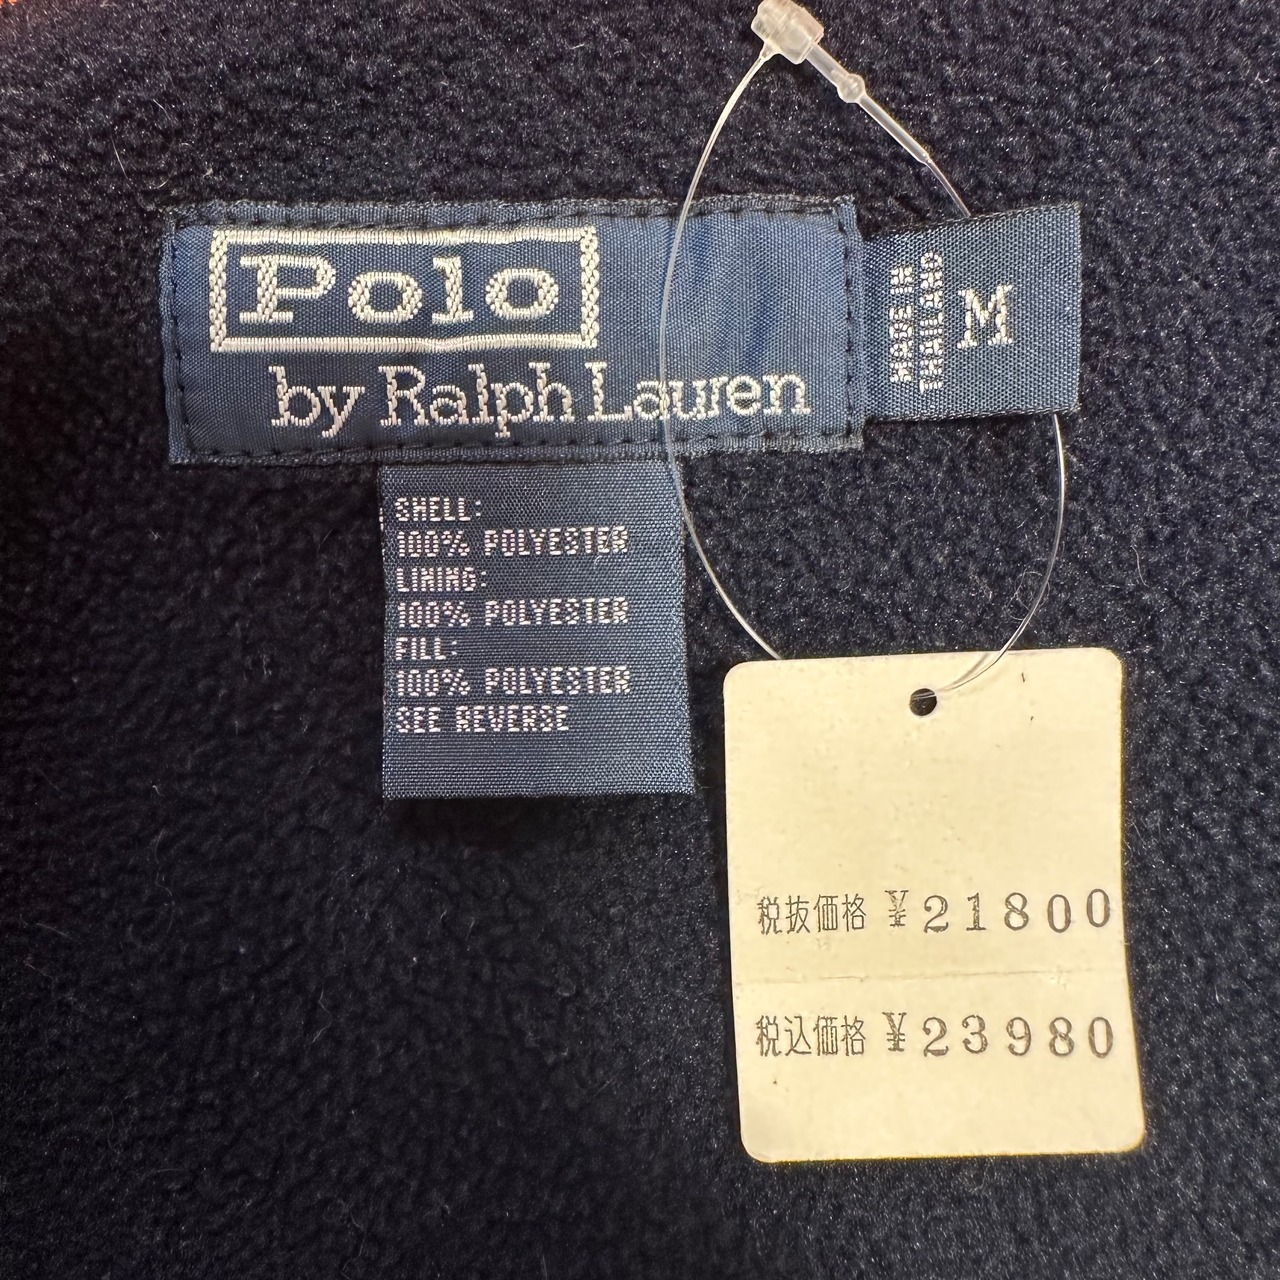 Polo
by Ralph Lauren
MADE IN
THAILAND
M
SHELL:
100% POLYESTER
LINING:
100% POLYESTER
FILL:
100% POLYESTER
SEE REVERSE
税抜価格 ¥21800
税込価格 ¥23980